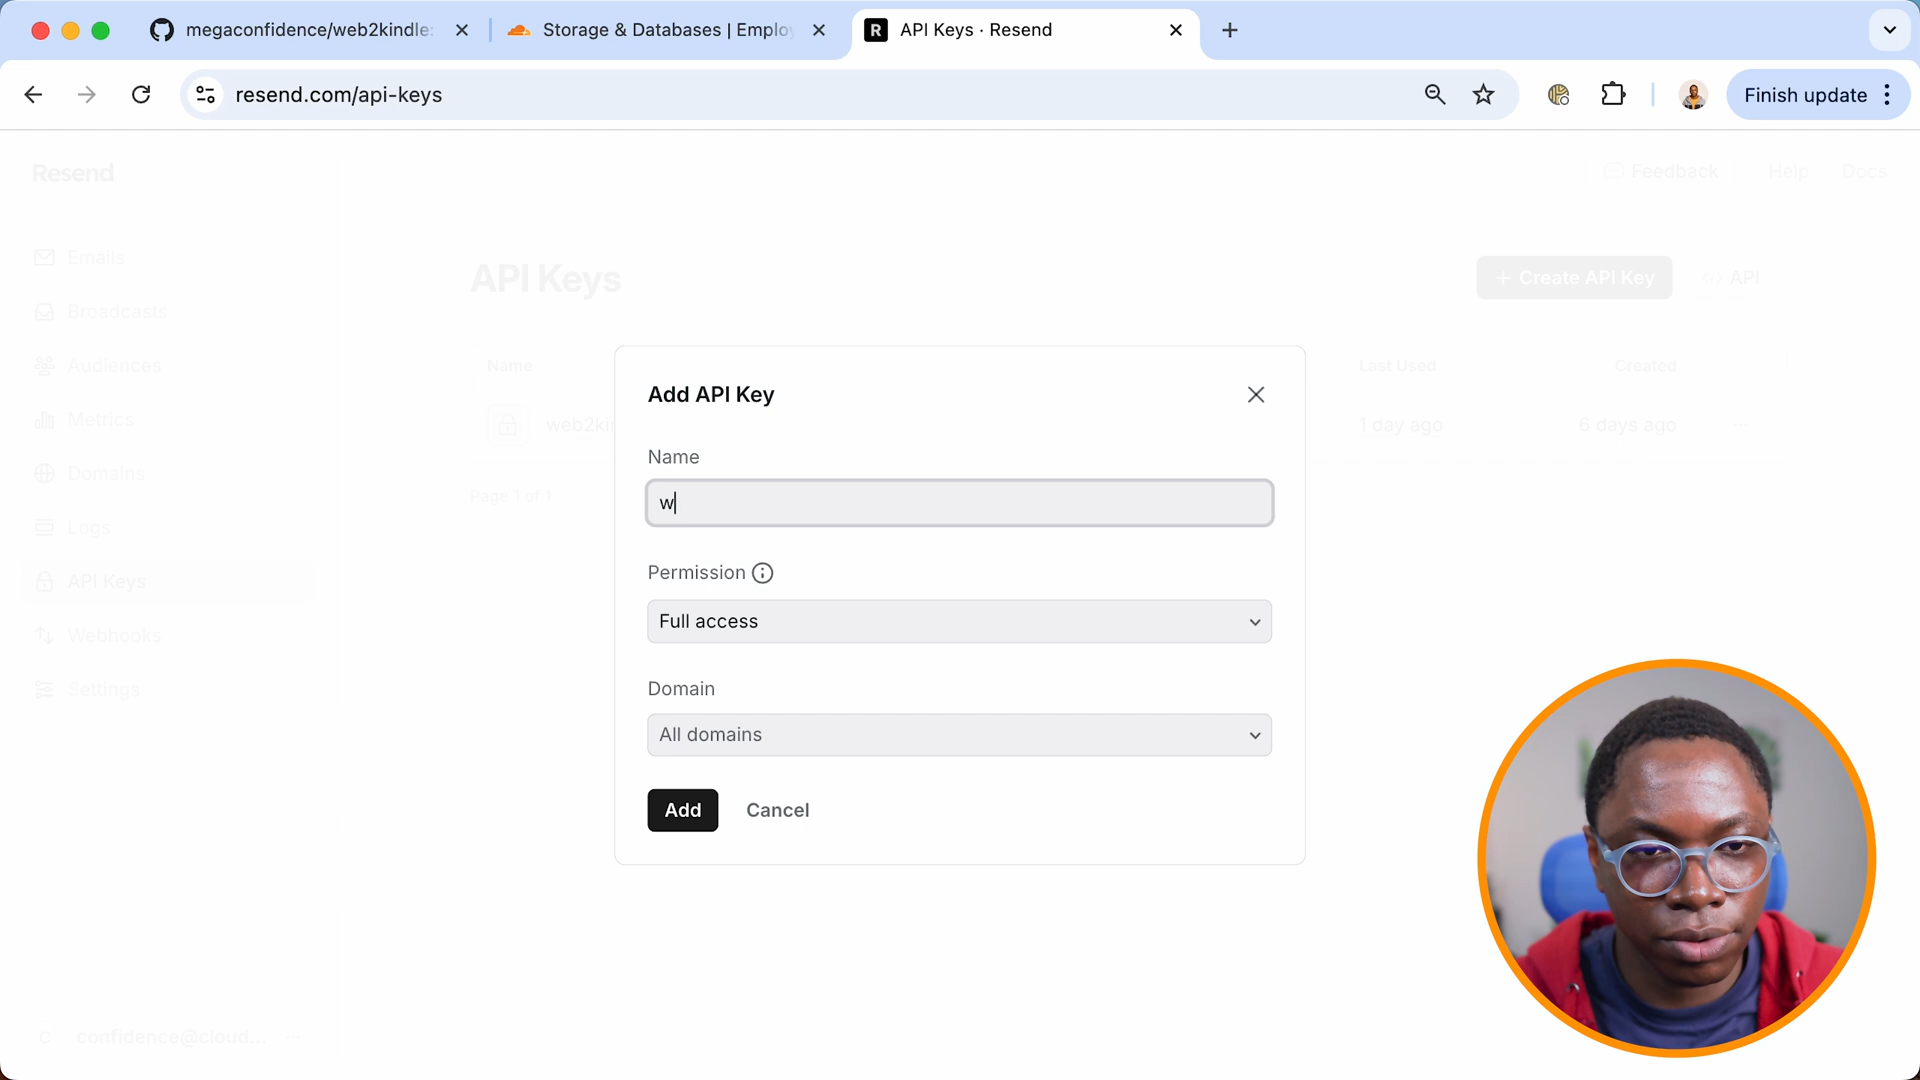 megaconfidence/web2kindle:
Storage & Databases | Emplo
R
API Keys · Resend
resend.com/api-keys
Finish update
Resend
Feedback
Help
Docs
Emails
Broadcasts
Audiences
Metrics
Domains
Logs
API Keys
Webhooks
Settings
API Keys
+ Create API Key
API
Name
Last Used
Created
web2kin
1 day ago
6 days ago
Page 1 of 1
Add API Key
Name
w
Permission
Full access
Domain
All domains
Add
Cancel
C
confidence@cloud...